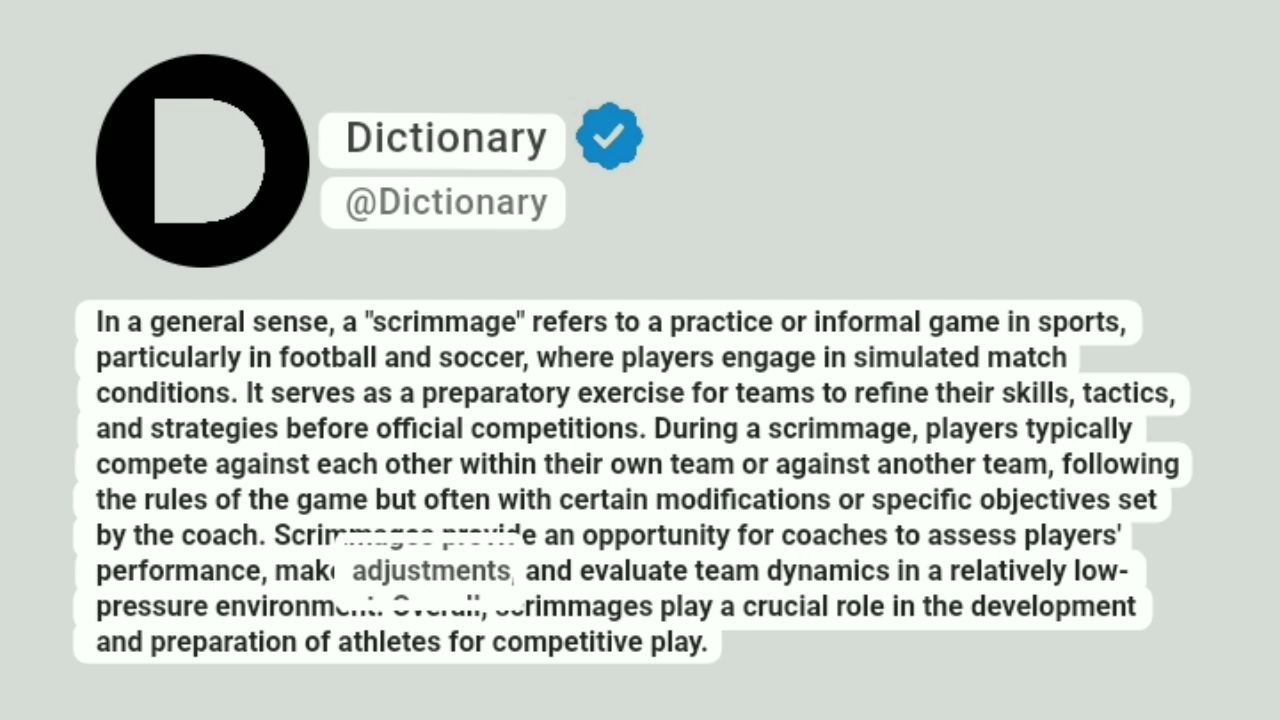 D
Dictionary
@Dictionary
In a general sense, a "scrimmage" refers to a practice or informal game in sports,
particularly in football and soccer, where players engage in simulated match
conditions. It serves as a preparatory exercise for teams to refine their skills, tactics,
and strategies before official competitions. During a scrimmage, players typically
compete against each other within their own team or against another team, following
the rules of the game but often with certain modifications or specific objectives set
by the coach. Scrimmages provide an opportunity for coaches to assess players'
performance, make adjustments, and evaluate team dynamics in a relatively low-
pressure environment. Overall, scrimmages play a crucial role in the development
and preparation of athletes for competitive play.